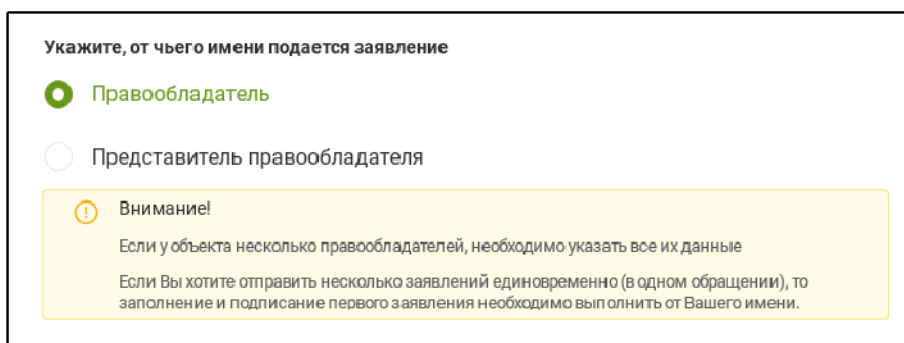 Укажите, от чьего имени подается заявление
Правообладатель
Представитель правообладателя
Внимание!
Если у объекта несколько правообладателей, необходимо указать все их данные
Если Вы хотите отправить несколько заявлений единовременно (в одном обращении), то
заполнение и подписание первого заявления необходимо выполнить от Вашего имени.